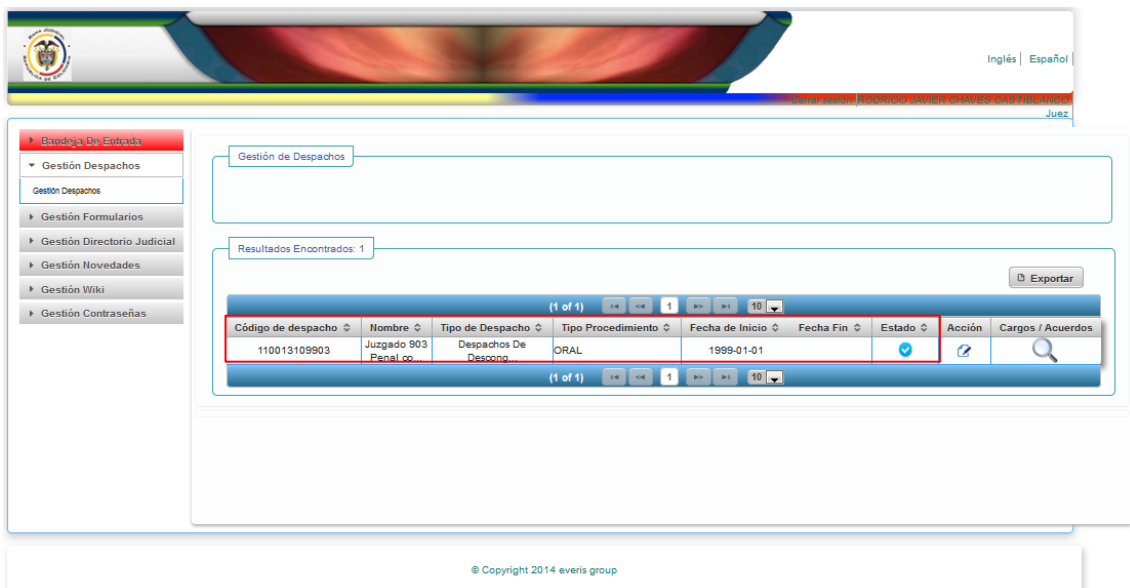 Inglés | Español |
Cerrar sesión |RODRIGO JAVIER CHAVES CASTIBLANCO
Juez
Bandeja De Entrada
Gestión Despachos
Gestión Despachos
Gestión Formularios
Gestión Directorio Judicial
Gestión Novedades
Gestión Wiki
Gestión Contraseñas
Gestión de Despachos
Resultados Encontrados: 1
Exportar
(1 of 1) 1 10
Código de despacho Nombre Tipo de Despacho Tipo Procedimiento Fecha de Inicio Fecha Fin Estado Acción Cargos / Acuerdos
110013109903 Juzgado 903 Penal co... Despachos De Descong... ORAL 1999-01-01
(1 of 1) 1 10
© Copyright 2014 everis group